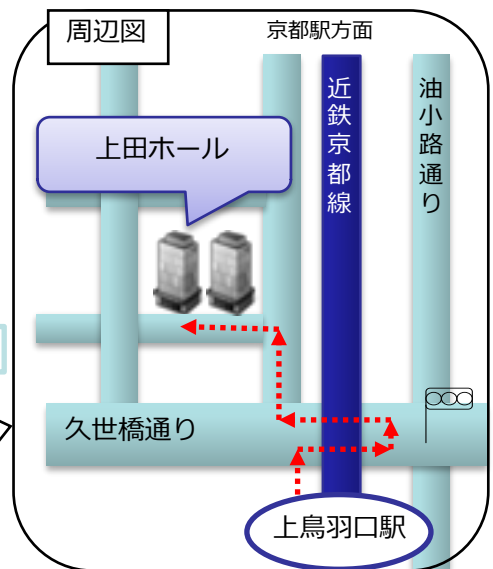 周辺図
京都駅方面
近鉄京都線
油小路通り
上田ホール
久世橋通り
上鳥羽口駅